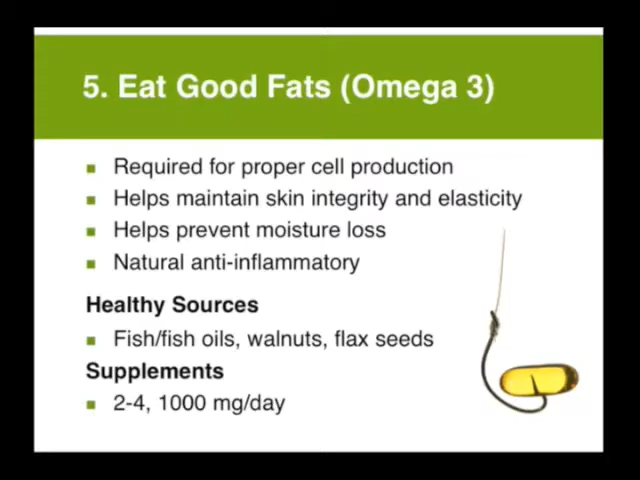 5. Eat Good Fats (Omega 3)
Required for proper cell production
Helps maintain skin integrity and elasticity
Helps prevent moisture loss
Natural anti-inflammatory
Healthy Sources
Fish/fish oils, walnuts, flax seeds
Supplements
2-4, 1000 mg/day